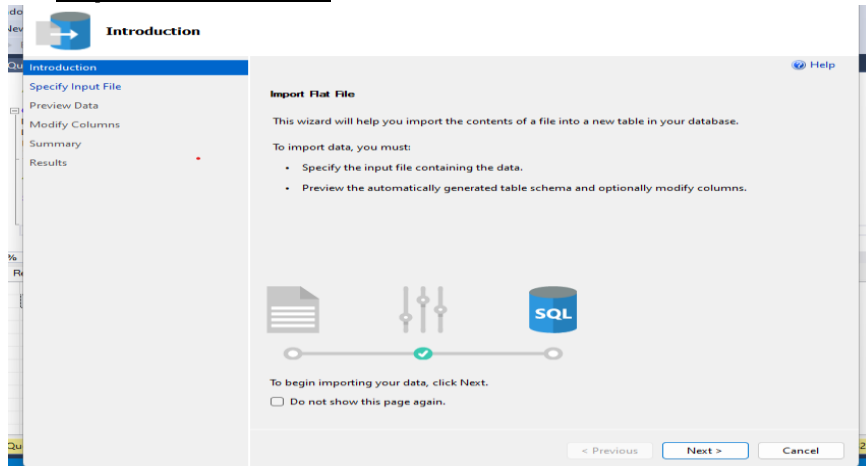 Introduction
Introduction
Help
Specify Input File
Preview Data
Modify Columns
Summary
Results
Import Flat File
This wizard will help you import the contents of a file into a new table in your database.
To import data, you must:
• Specify the input file containing the data.
• Preview the automatically generated table schema and optionally modify columns.
SQL
To begin importing your data, click Next.
Do not show this page again.
< Previous
Next >
Cancel